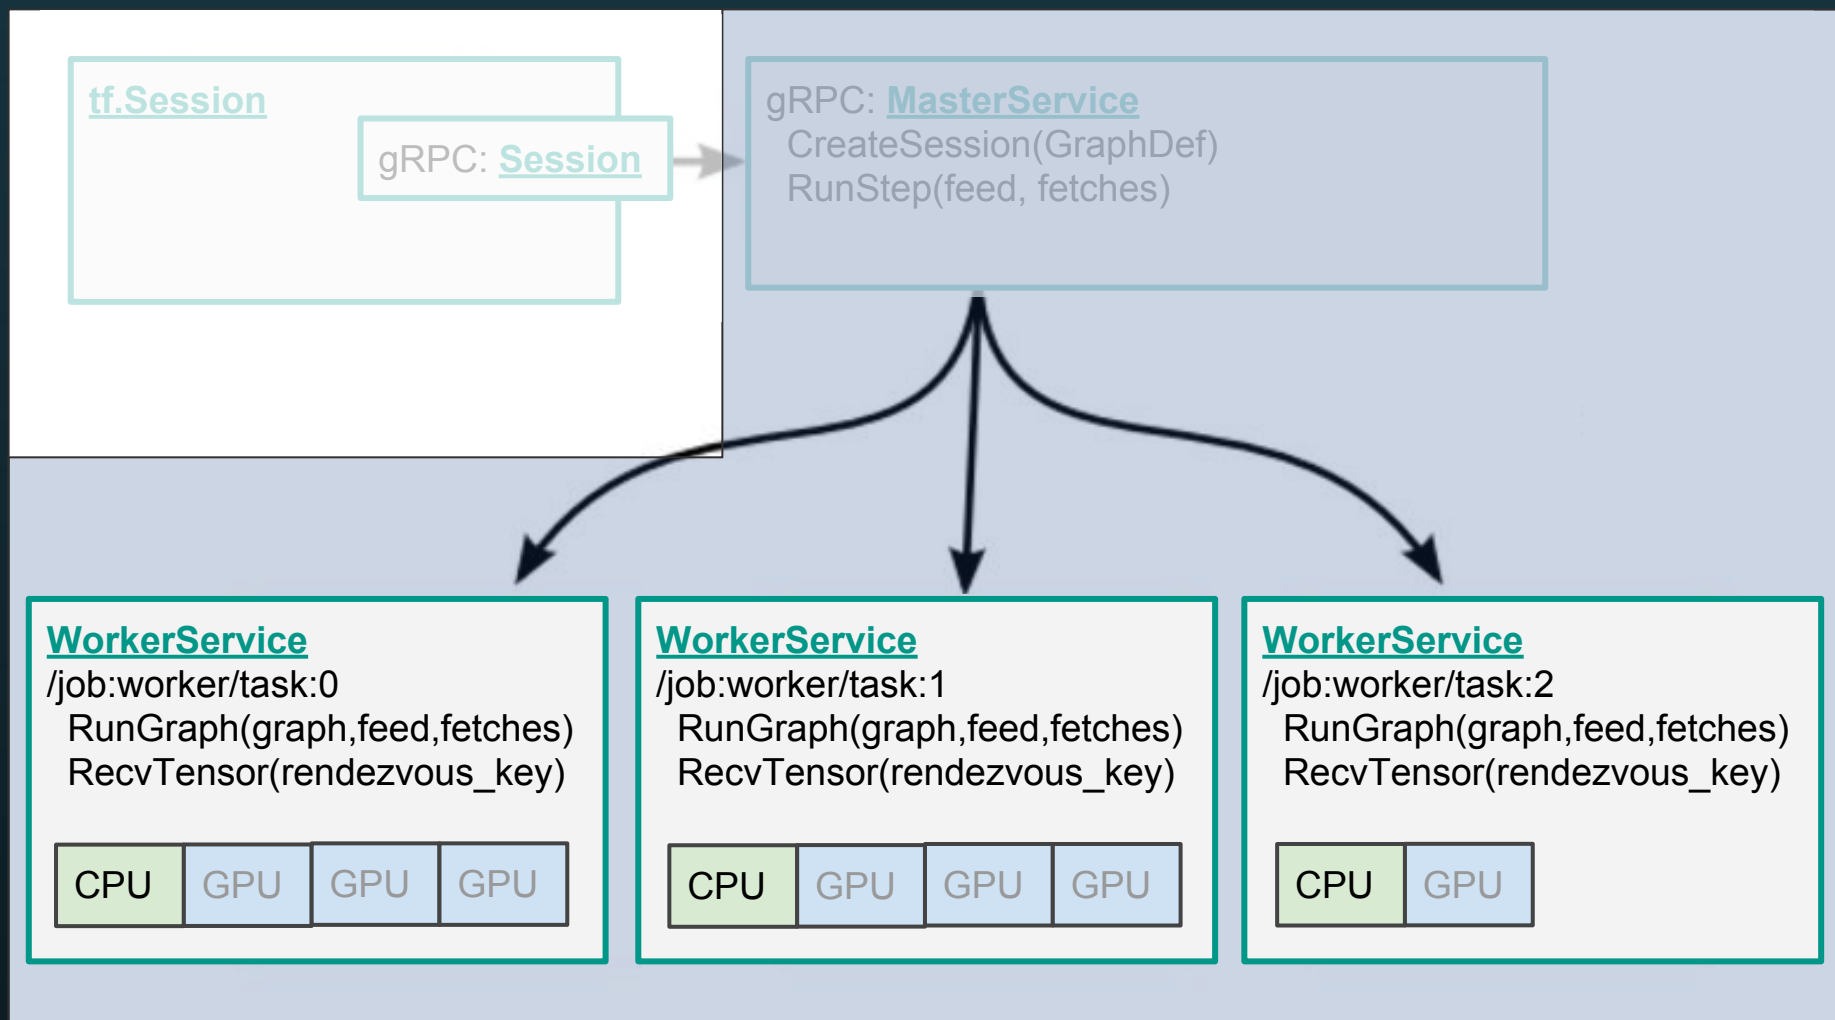 tf.Session
gRPC: Session
gRPC: MasterService
CreateSession(GraphDef)
RunStep(feed, fetches)
WorkerService
/job:worker/task:0
RunGraph(graph,feed,fetches)
RecvTensor(rendezvous_key)
CPU GPU GPU GPU
WorkerService
/job:worker/task:1
RunGraph(graph,feed,fetches)
RecvTensor(rendezvous_key)
CPU GPU GPU GPU
WorkerService
/job:worker/task:2
RunGraph(graph,feed,fetches)
RecvTensor(rendezvous_key)
CPU GPU